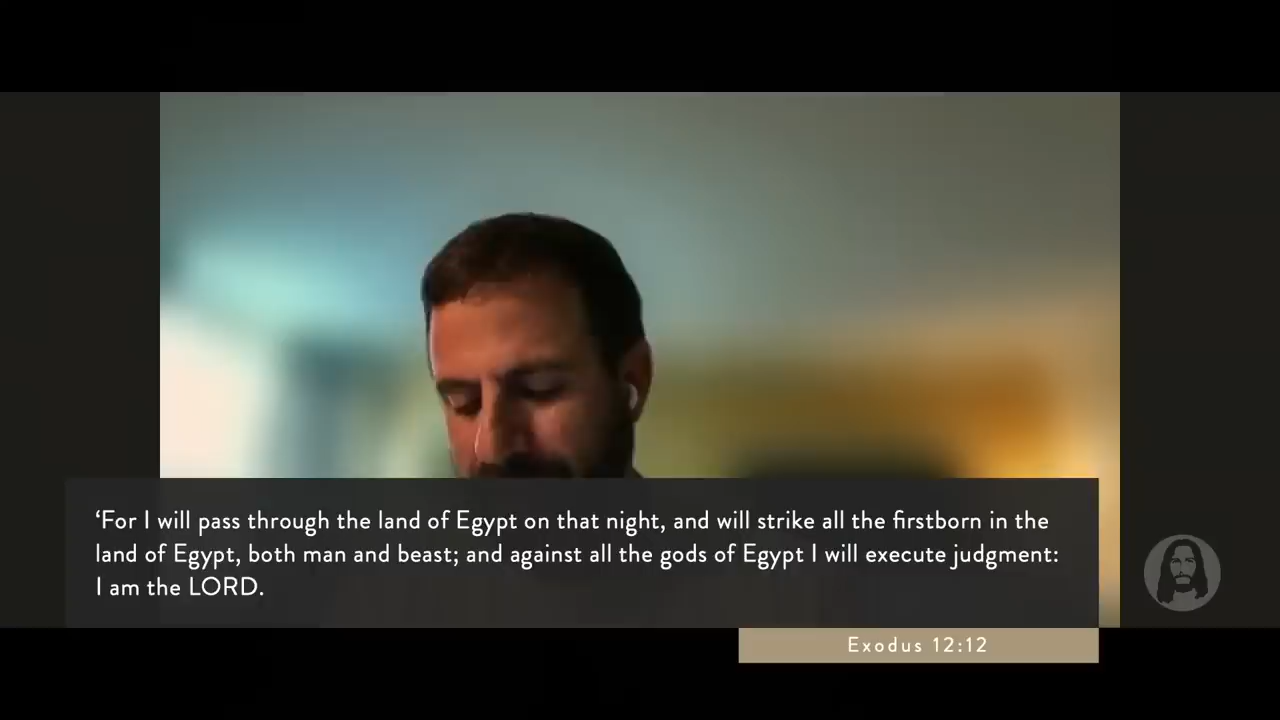 ‘For I will pass through the land of Egypt on that night, and will strike all the firstborn in the
land of Egypt, both man and beast; and against all the gods of Egypt I will execute judgment:
I am the LORD.
Exodus 12:12